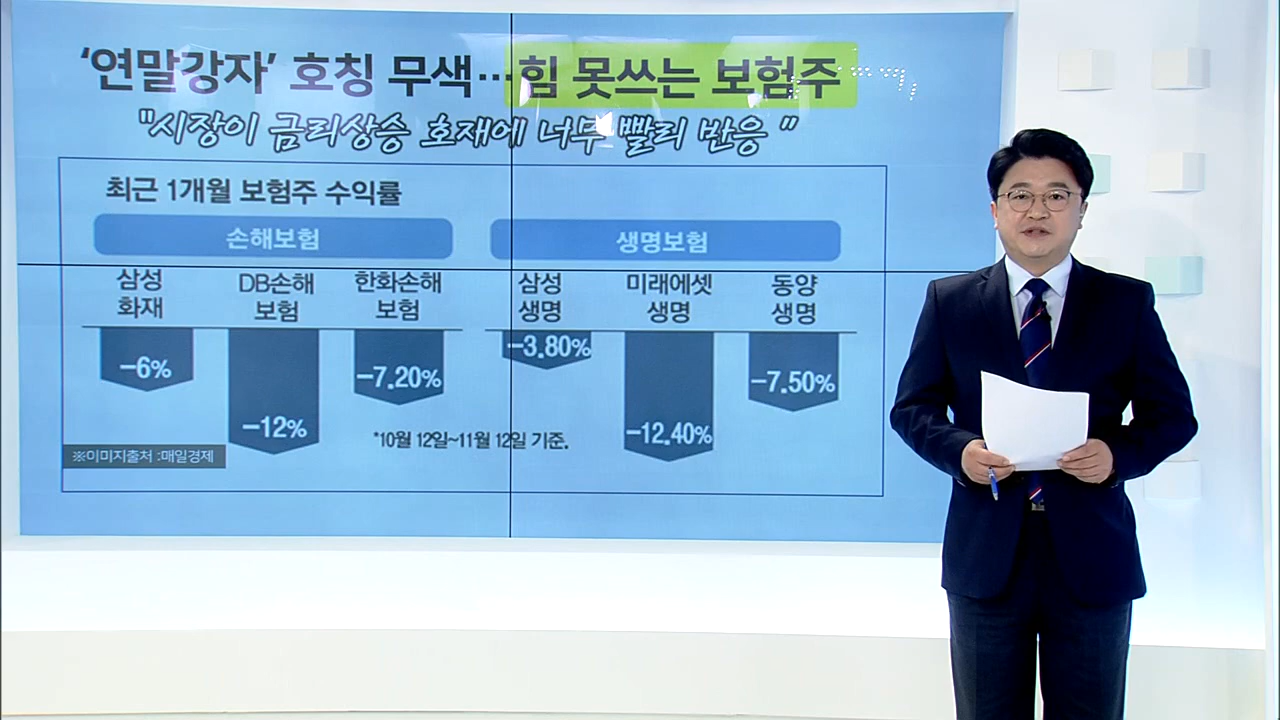 ‘연말강자’ 호칭 무색…힘 못쓰는 보험주
"시장이 금리상승 호재에 너무 빨리 반응"
최근 1개월 보험주 수익률
손해보험
생명보험
삼성
화재
DB손해
보험
한화손해
보험
삼성
생명
미래에셋
생명
동양
생명
-6%
-12%
-7.20%
-3.80%
-12.40%
-7.50%
*10월 12일~11월 12일 기준.
※이미지출처 :매일경제